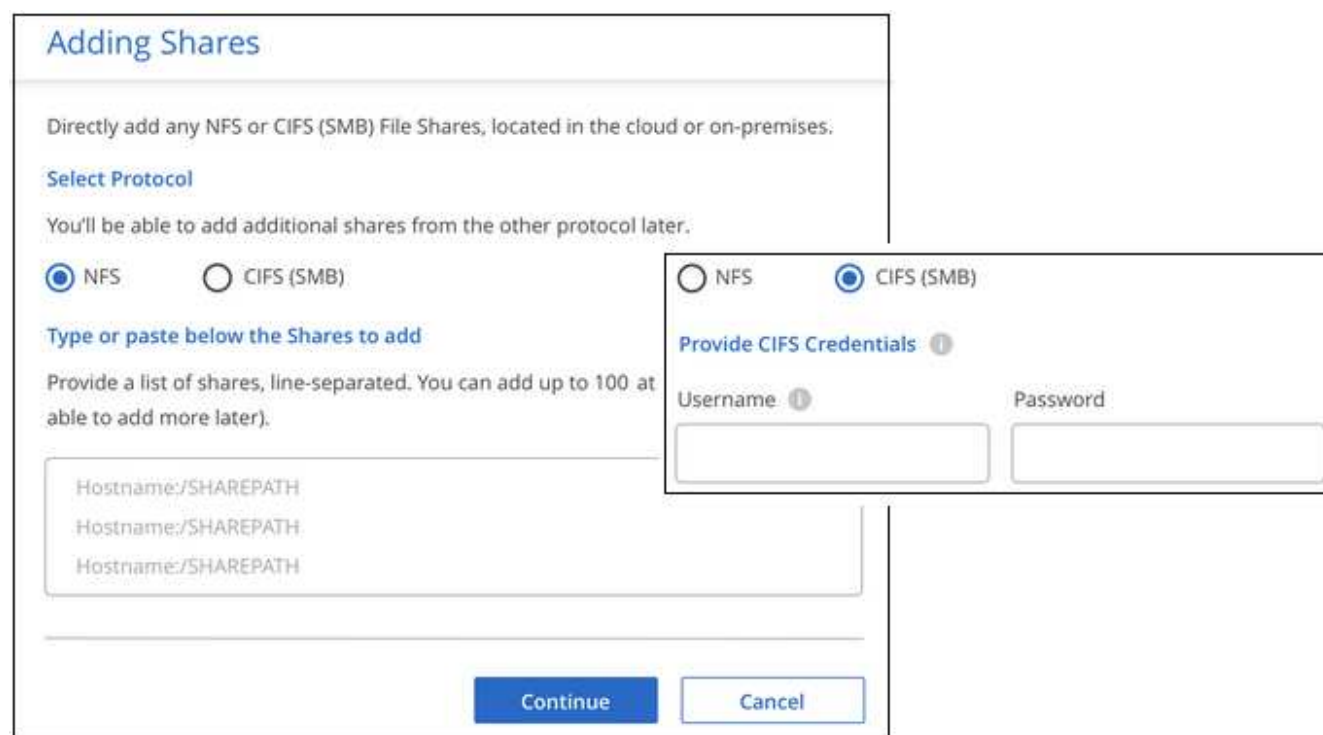 Adding Shares
Directly add any NFS or CIFS (SMB) File Shares, located in the cloud or on-premises.
Select Protocol
You'll be able to add additional shares from the other protocol later.
NFS CIFS (SMB)
Type or paste below the Shares to add
Provide a list of shares, line-separated. You can add up to 100 at
able to add more later).
Hostname:/SHAREPATH
Hostname:/SHAREPATH
Hostname:/SHAREPATH
Continue Cancel
NFS CIFS (SMB)
Provide CIFS Credentials
Username Password